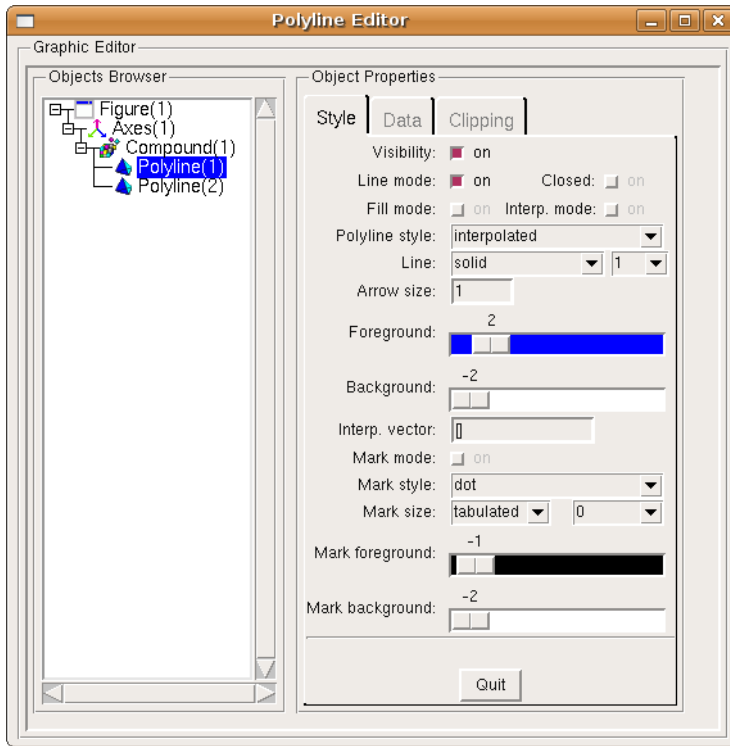 Polyline Editor
Graphic Editor
Objects Browser
Figure(1)
Axes(1)
Compound(1)
Polyline(1)
Polyline(2)
Object Properties
Style Data Clipping
Visibility: on
Line mode: on Closed: on
Fill mode: on Interp. mode: on
Polyline style: interpolated
Line: solid 1
Arrow size: 1
2
Foreground:
-2
Background:
Interp. vector: []
Mark mode: on
Mark style: dot
Mark size: tabulated 0
-1
Mark foreground:
-2
Mark background:
Quit